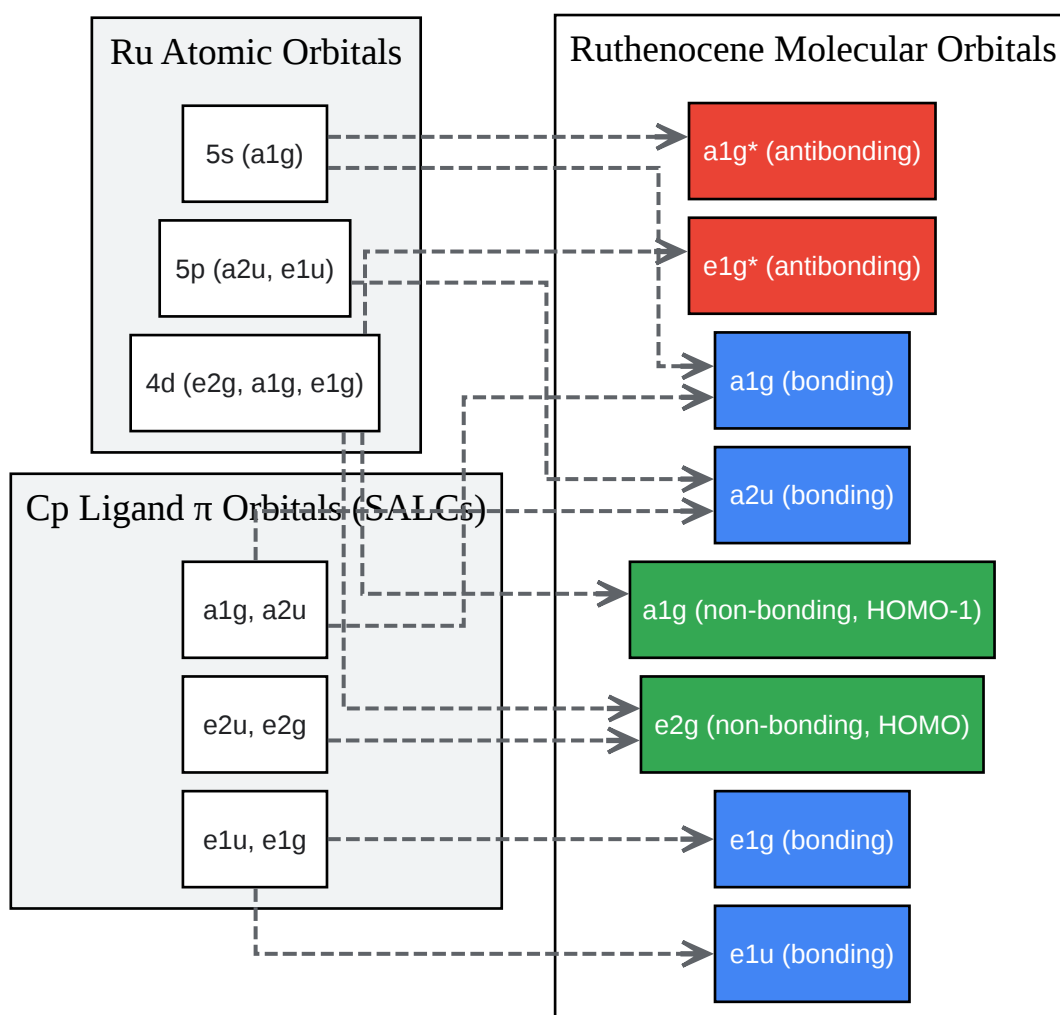 Ru Atomic Orbitals
5s (a1g)
5p (a2u, e1u)
4d (e2g, a1g, e1g)
Cp Ligand π Orbitals (SALCs)
a1g, a2u
e2u, e2g
e1u, e1g
Ruthenocene Molecular Orbitals
a1g* (antibonding)
e1g* (antibonding)
a1g (bonding)
a2u (bonding)
a1g (non-bonding, HOMO-1)
e2g (non-bonding, HOMO)
e1g (bonding)
e1u (bonding)